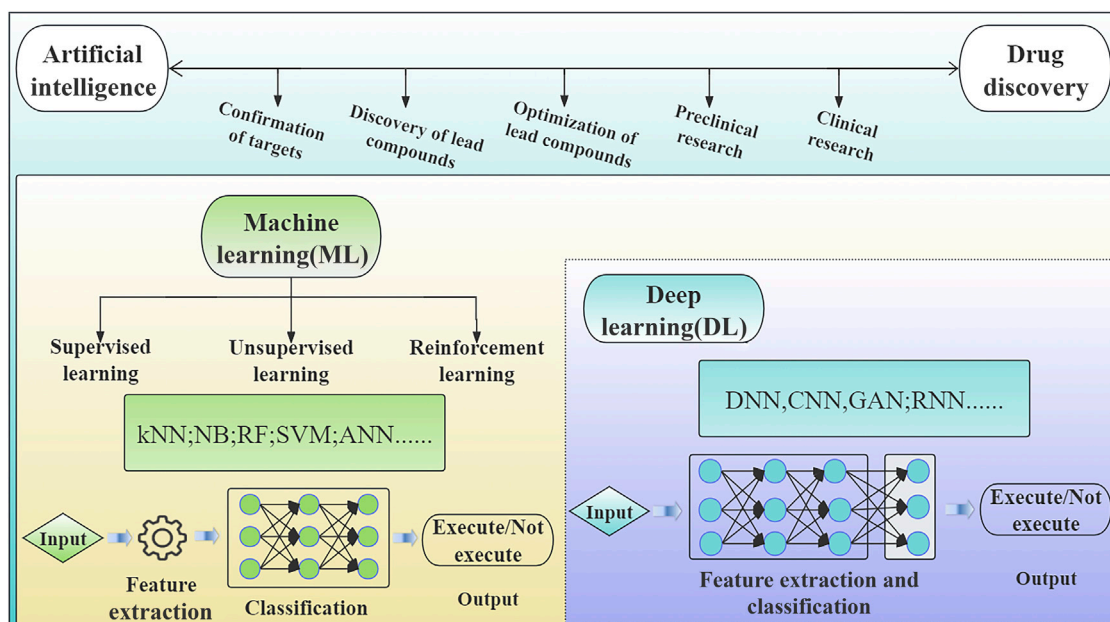 Artificial
intelligence
Drug
discovery
Confirmation
of targets
Discovery of lead
compounds
Optimization of
lead compounds
Preclinical
research
Clinical
research
Machine
learning(ML)
Supervised
learning
Unsupervised
learning
Reinforcement
learning
kNN;NB;RF;SVM;ANN......
Input
Feature
extraction
Classification
Execute/Not
execute
Output
Deep
learning(DL)
DNN,CNN,GAN;RNN......
Input
Feature extraction and
classification
Execute/Not
execute
Output